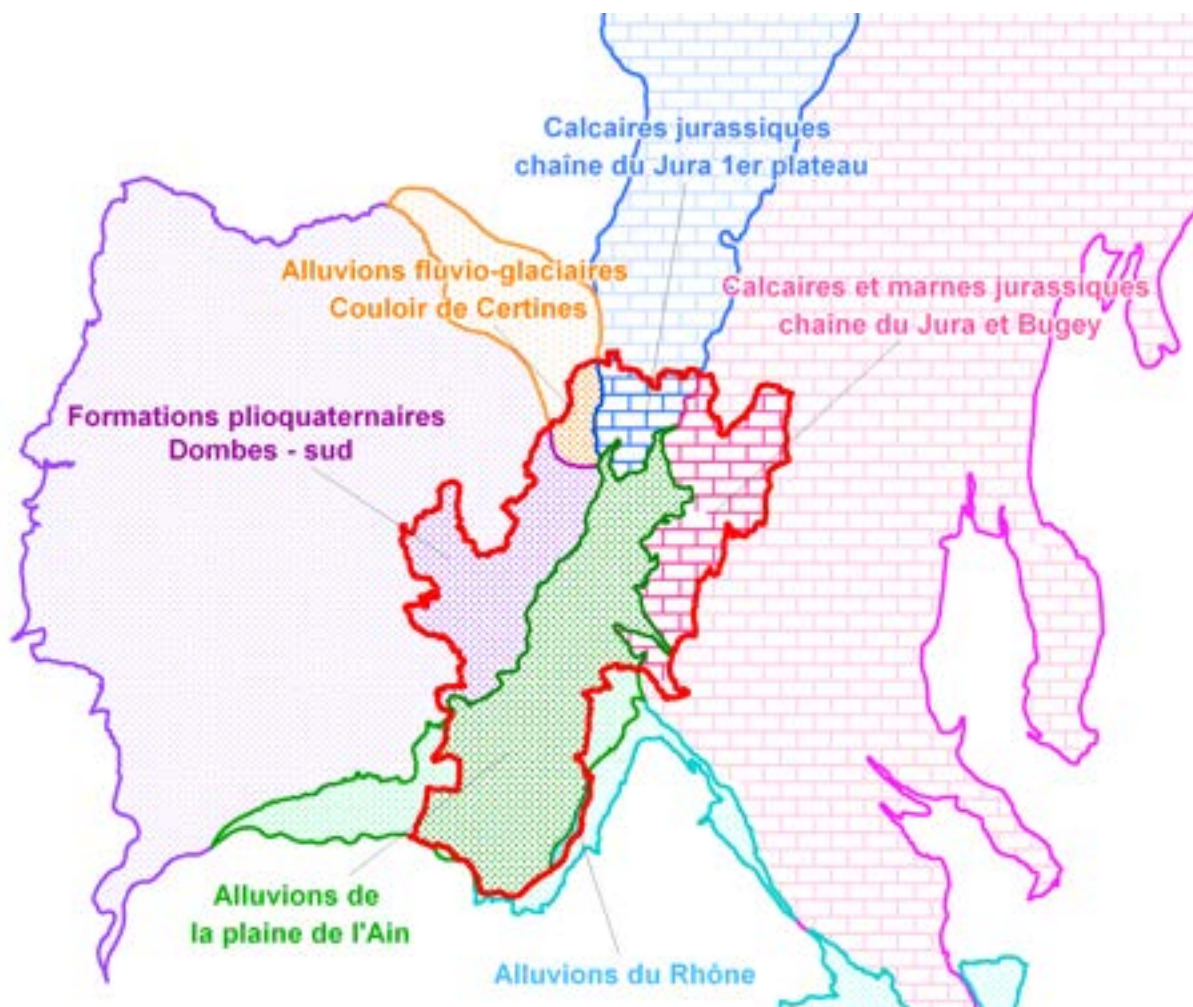 Calcaires jurassiques
chaîne du Jura 1er plateau
Alluvions fluvio-glaciaires
Couloir de Certines
Calcaires et marnes jurassiques
chaîne du Jura et Bugey
Formations plioquaternaires
Dombes - sud
Alluvions de
la plaine de l'Ain
Alluvions du Rhône